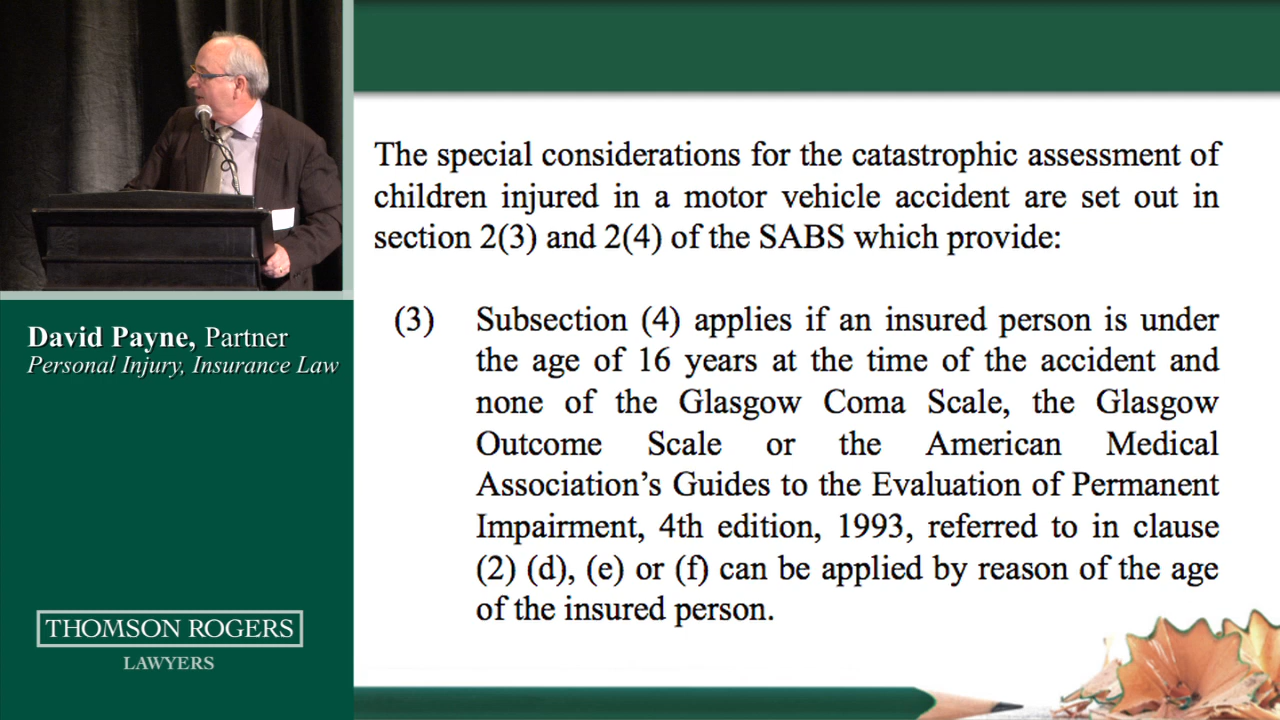 The special considerations for the catastrophic assessment of
children injured in a motor vehicle accident are set out in
section 2(3) and 2(4) of the SABS which provide:
(3) Subsection (4) applies if an insured person is under
the age of 16 years at the time of the accident and
none of the Glasgow Coma Scale, the Glasgow
Outcome Scale or the American Medical
Association’s Guides to the Evaluation of Permanent
Impairment, 4th edition, 1993, referred to in clause
(2) (d), (e) or (f) can be applied by reason of the age
of the insured person.
David Payne, Partner
Personal Injury, Insurance Law
THOMSON ROGERS
LAWYERS